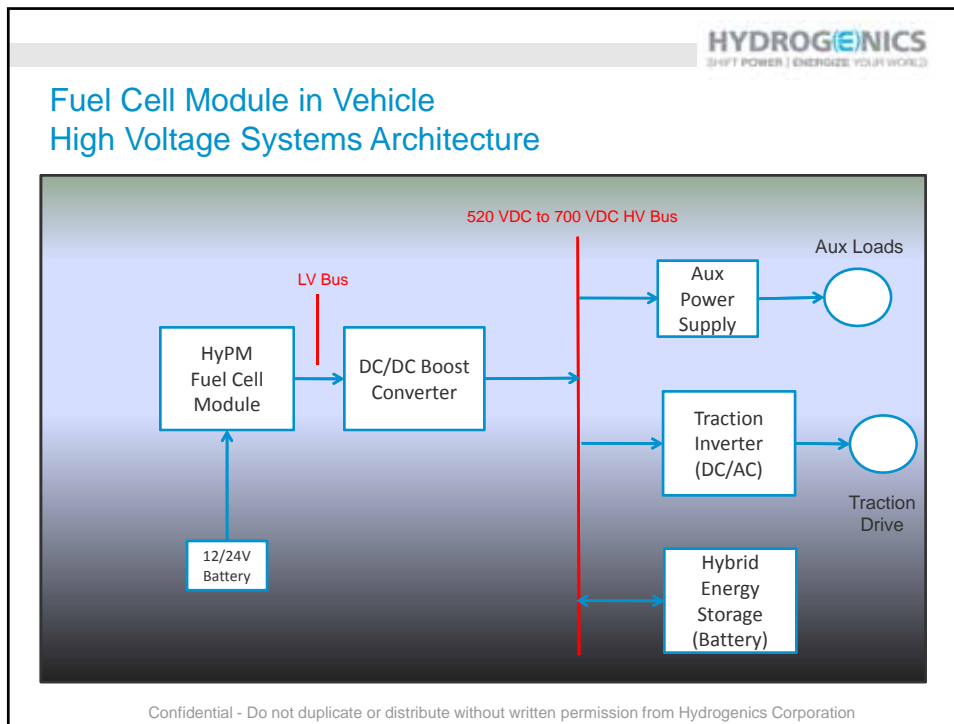 HYDROG(E)NICS
SHIFT POWER | ENERGIZE YOUR WORLD
Fuel Cell Module in Vehicle
High Voltage Systems Architecture
520 VDC to 700 VDC HV Bus
Aux Loads
LV Bus
Aux
Power
Supply
HyPM
Fuel Cell
Module
DC/DC Boost
Converter
Traction
Inverter
(DC/AC)
Traction
Drive
12/24V
Battery
Hybrid
Energy
Storage
(Battery)
Confidential - Do not duplicate or distribute without written permission from Hydrogenics Corporation